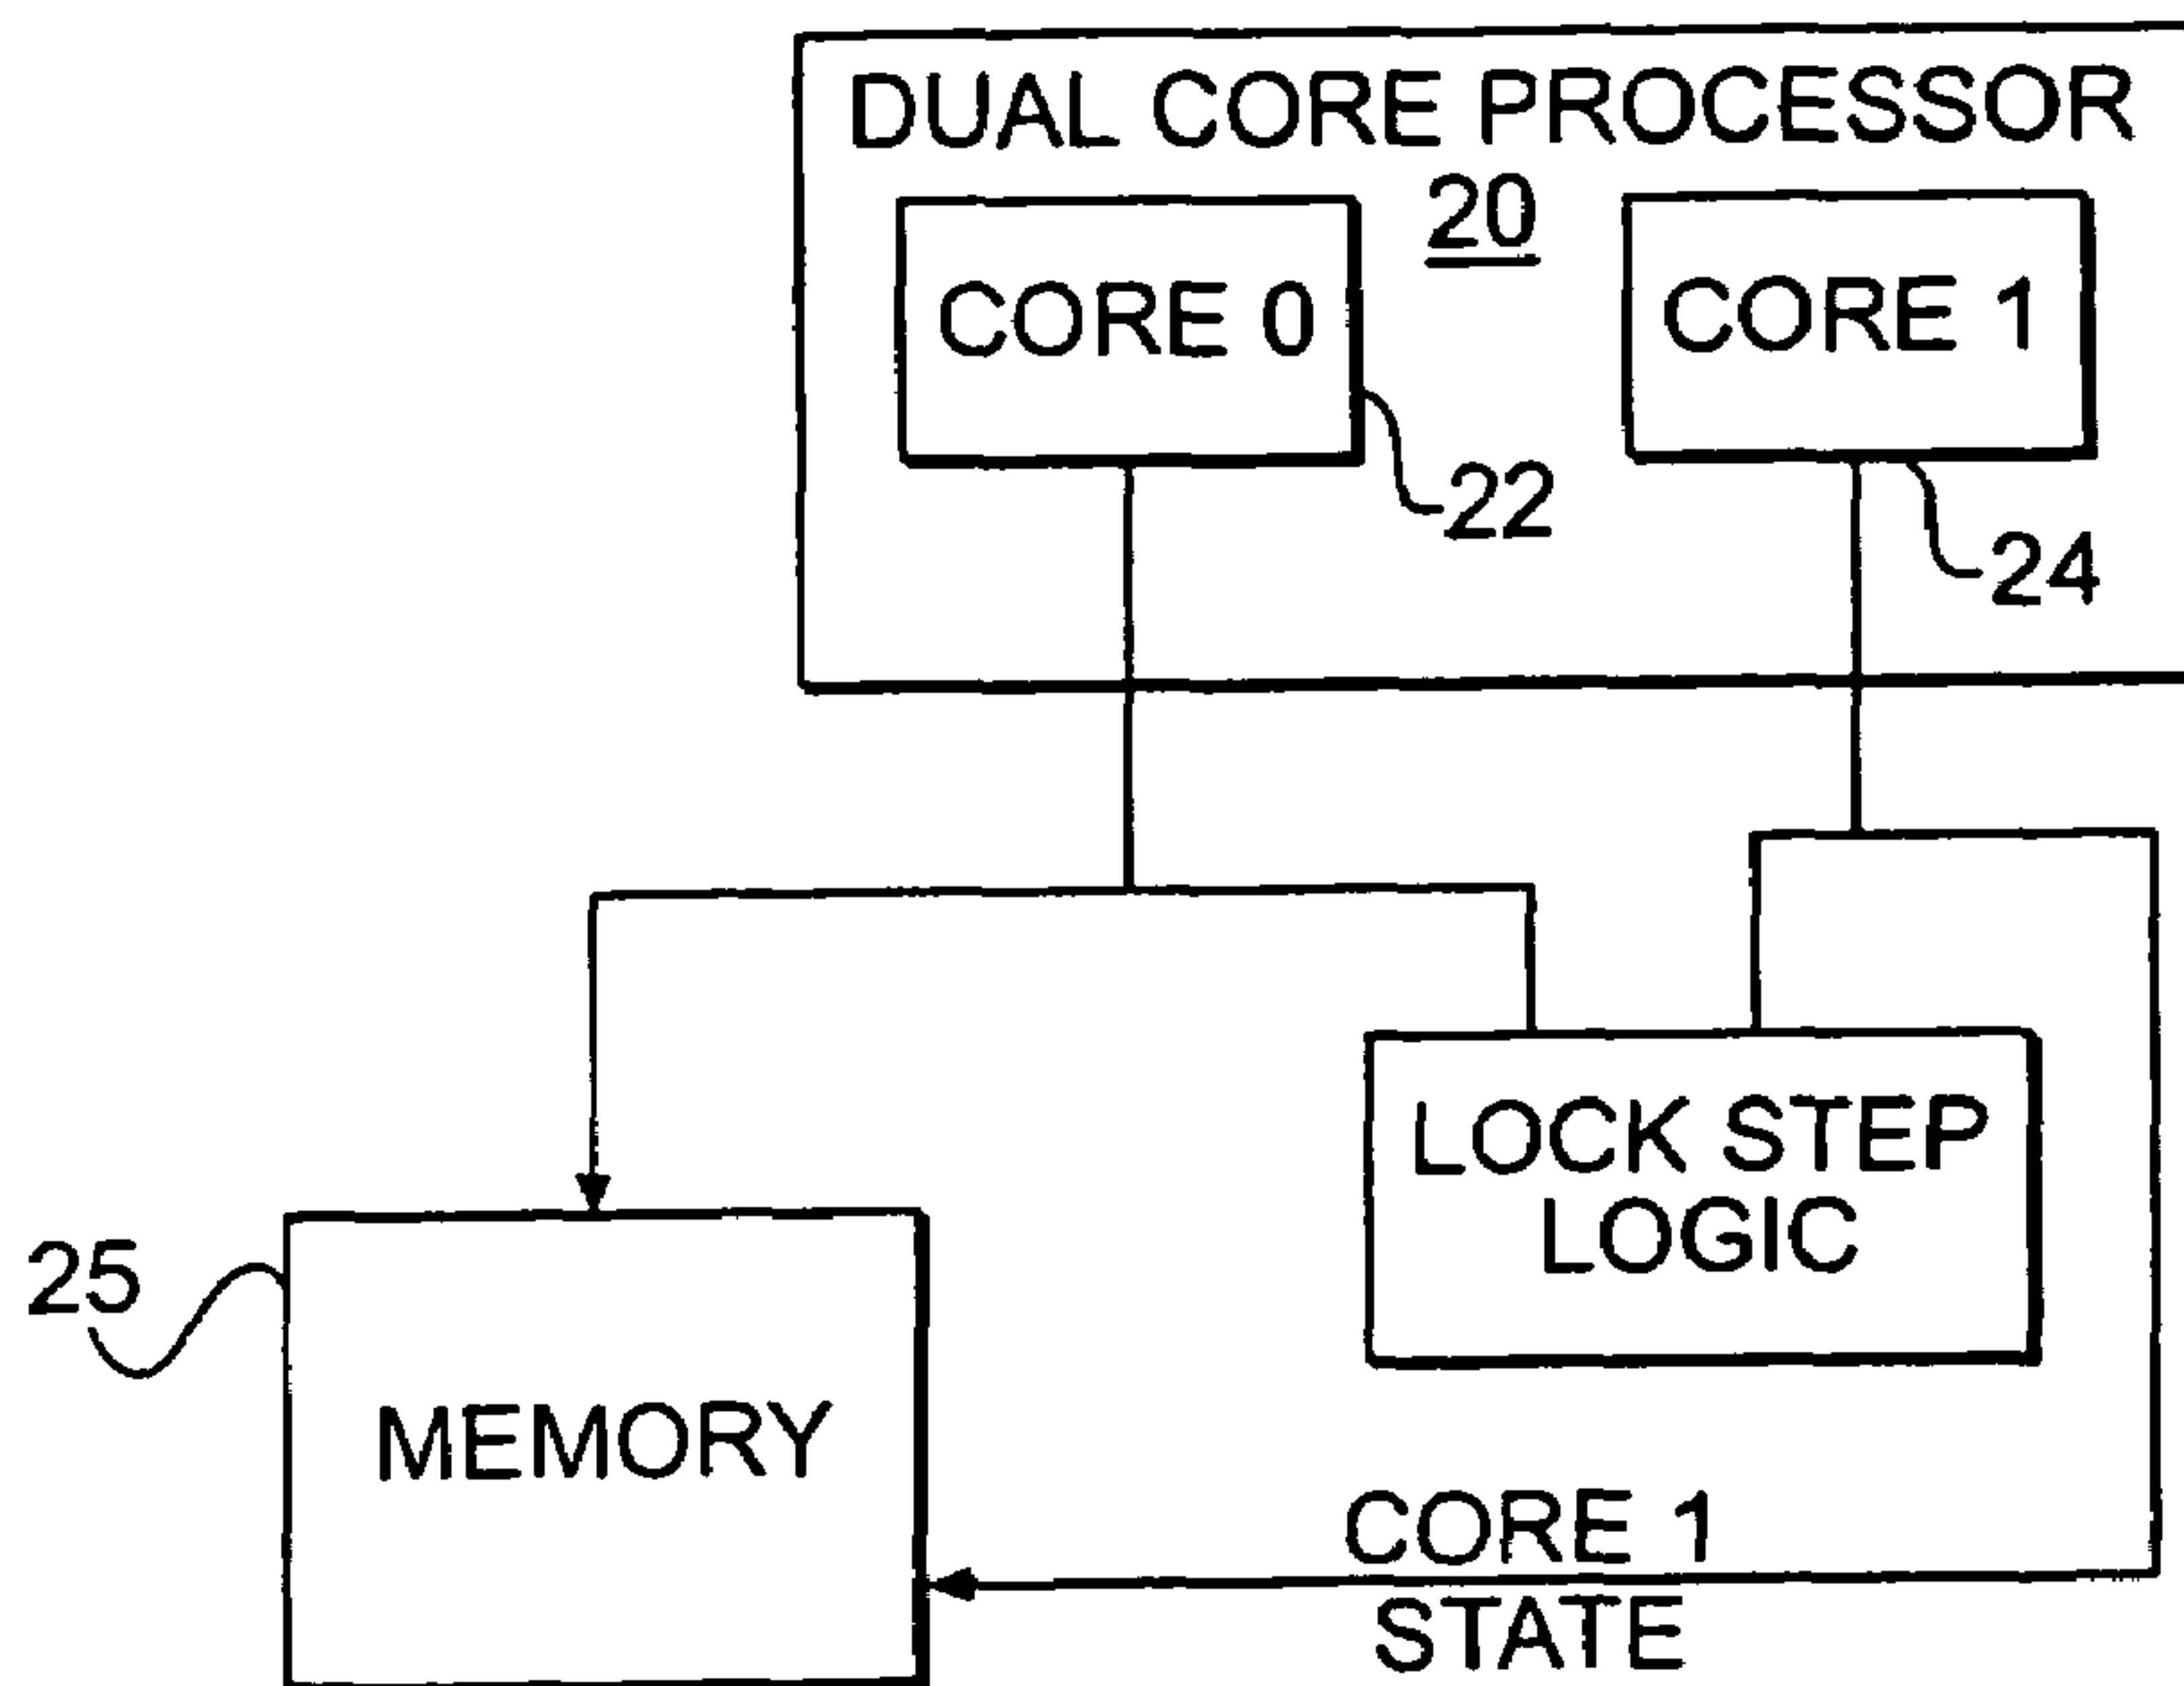 DUAL CORE PROCESSOR
20
CORE 0
CORE 1
22
24
LOCK STEP
LOGIC
25
MEMORY
CORE 1
STATE